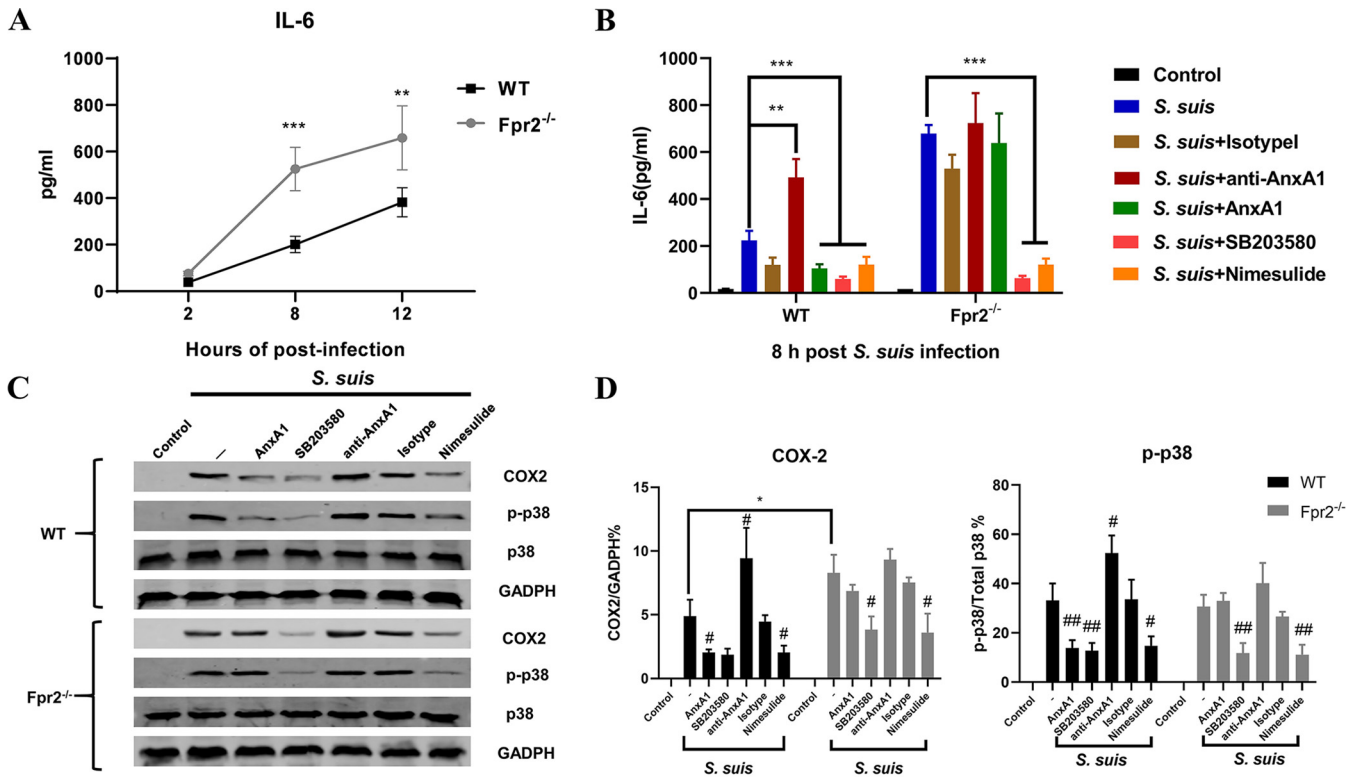 A
IL-6
1000
800
600
400
200
0
pg/ml
***
**
2
8
12
Hours of post-infection
WT
Fpr2-/-
B
1000
800
600
400
200
0
IL-6(pg/ml)
***
**
***
WT
Fpr2-/-
8 h post S. suis infection
Control
S. suis
S. suis+Isotypel
S. suis+anti-AnxA1
S. suis+AnxA1
S. suis+SB203580
S. suis+Nimesulide
C
S. suis
Control
—
AnxA1
SB203580
anti-AnxA1
Isotype
Nimesulide
WT
COX2
p-p38
p38
GADPH
Fpr2-/-
COX2
p-p38
p38
GADPH
D
COX-2
15
10
5
0
COX2/GADPH%
*
#
#
#
#
#
Control
-
AnxA1
SB203580
anti-AnxA1
Isotype
Nimesulide
Control
-
AnxA1
SB203580
anti-AnxA1
Isotype
Nimesulide
S. suis
S. suis
p-p38
80
60
40
20
0
p-p38/Total p38 %
##
##
#
#
##
##
Control
-
AnxA1
SB203580
anti-AnxA1
Isotype
Nimesulide
Control
-
AnxA1
SB203580
anti-AnxA1
Isotype
Nimesulide
S. suis
S. suis
WT
Fpr2-/-